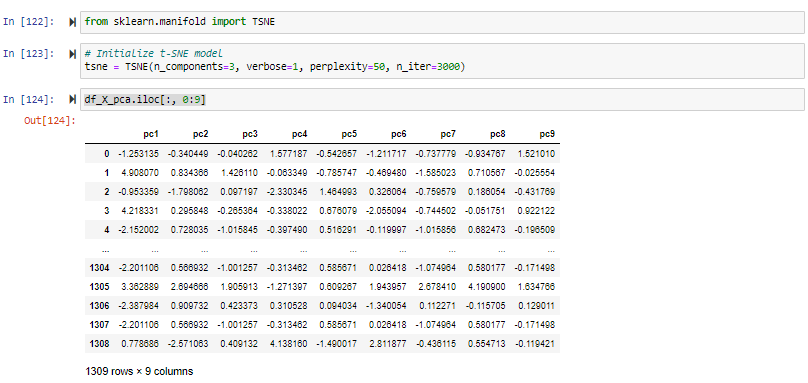 In [122]: from sklearn.manifold import TSNE
In [123]: # Initialize t-SNE model
tsne = TSNE(n_components=3, verbose=1, perplexity=50, n_iter=3000)
In [124]: df_X_pca.iloc[:, 0:9]
Out[124]:
pc1 pc2 pc3 pc4 pc5 pc6 pc7 pc8 pc9
0 -1.253135 -0.340449 -0.040262 1.577187 -0.542657 -1.211717 -0.737779 -0.934767 1.521010
1 4.908070 0.834366 1.426110 -0.063349 -0.785747 -0.469480 -1.585023 0.710567 -0.025554
2 -0.953359 -1.798062 0.097197 -2.330345 1.464993 0.326064 -0.759579 0.186054 -0.431769
3 4.218331 0.295848 -0.265364 -0.338022 0.676079 -2.055094 -0.744502 -0.051751 0.922122
4 -2.152002 0.728035 -1.015845 -0.397490 0.516291 -0.119997 -1.015856 0.682473 -0.196509
... ... ... ... ... ... ... ... ... ...
1304 -2.201106 0.566932 -1.001257 -0.313462 0.585671 0.026418 -1.074964 0.580177 -0.171498
1305 3.362889 2.694666 1.905913 -1.271397 0.609267 1.943957 2.678410 4.190900 1.634766
1306 -2.387984 0.909732 0.423373 0.310528 0.094034 -1.340054 0.112271 -0.115705 0.129011
1307 -2.201106 0.566932 -1.001257 -0.313462 0.585671 0.026418 -1.074964 0.580177 -0.171498
1308 0.778686 -2.571063 0.409132 4.138160 -1.490017 2.811877 -0.436115 0.554713 -0.119421
1309 rows × 9 columns